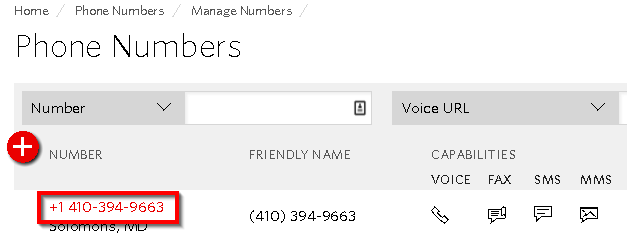 Home / Phone Numbers / Manage Numbers /
Phone Numbers
Number Voice URL
NUMBER FRIENDLY NAME CAPABILITIES
VOICE FAX SMS MMS
+1 410-394-9663 (410) 394-9663
Solomons, MD